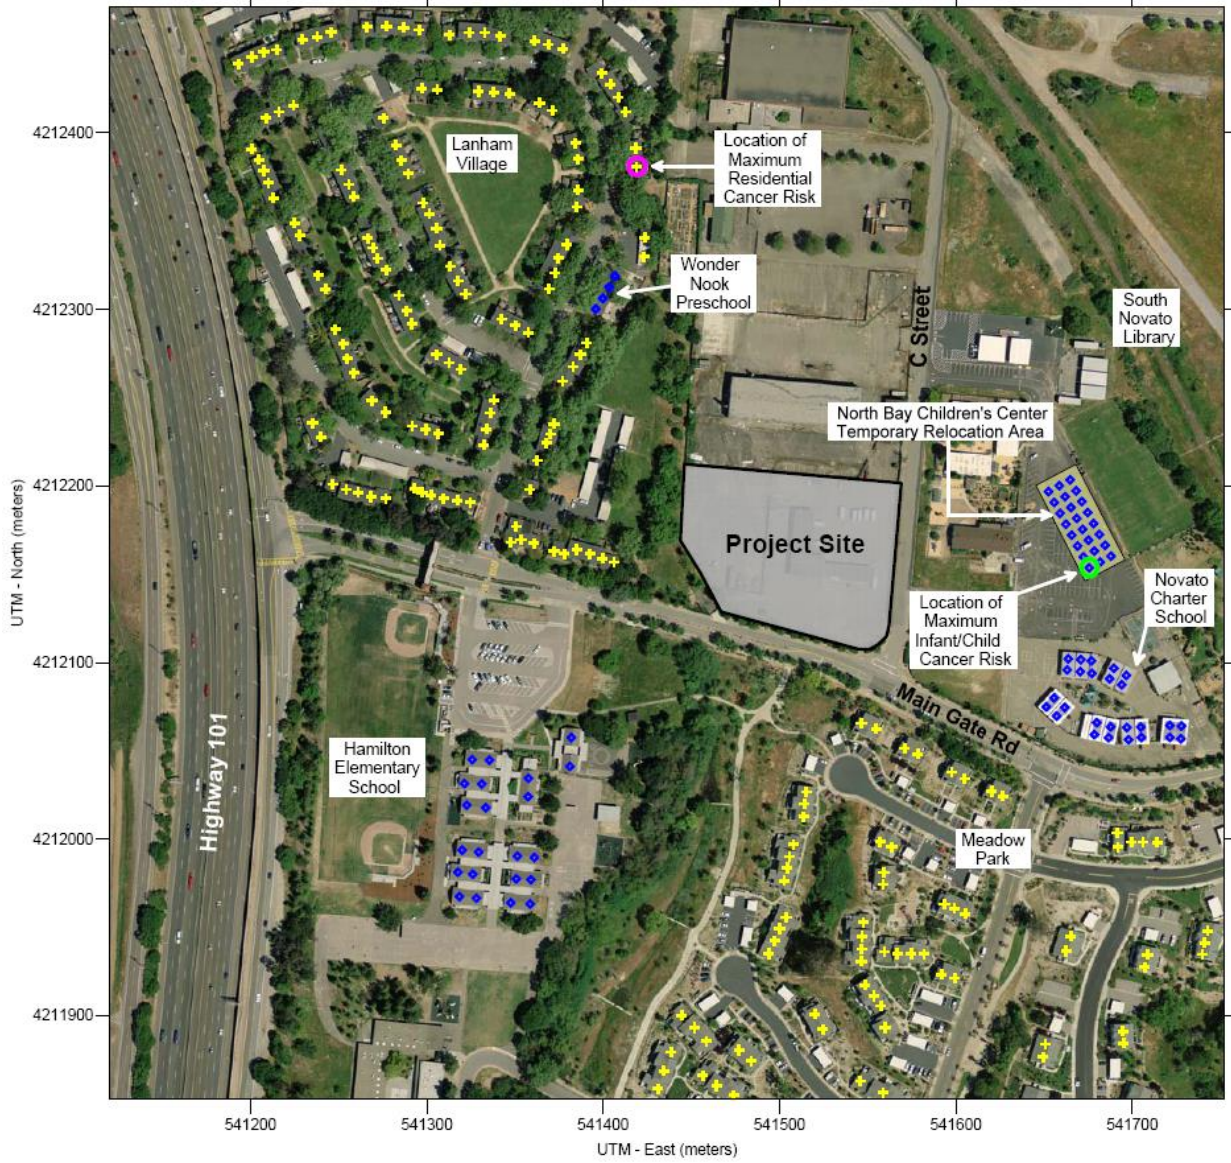 Lanham
Village
Location of
Maximum
Residential
Cancer Risk
Wonder
Nook
Preschool
C Street
South
Novato
Library
North Bay Children's Center
Temporary Relocation Area
Project Site
Location of
Maximum
Infant/Child
Cancer Risk
Novato
Charter
School
Main Gate Rd
Highway 101
Hamilton
Elementary
School
Meadow
Park
4212400
4212300
4212200
4212100
4212000
4211900
UTM - North (meters)
541200
541300
541400
541500
541600
541700
UTM - East (meters)